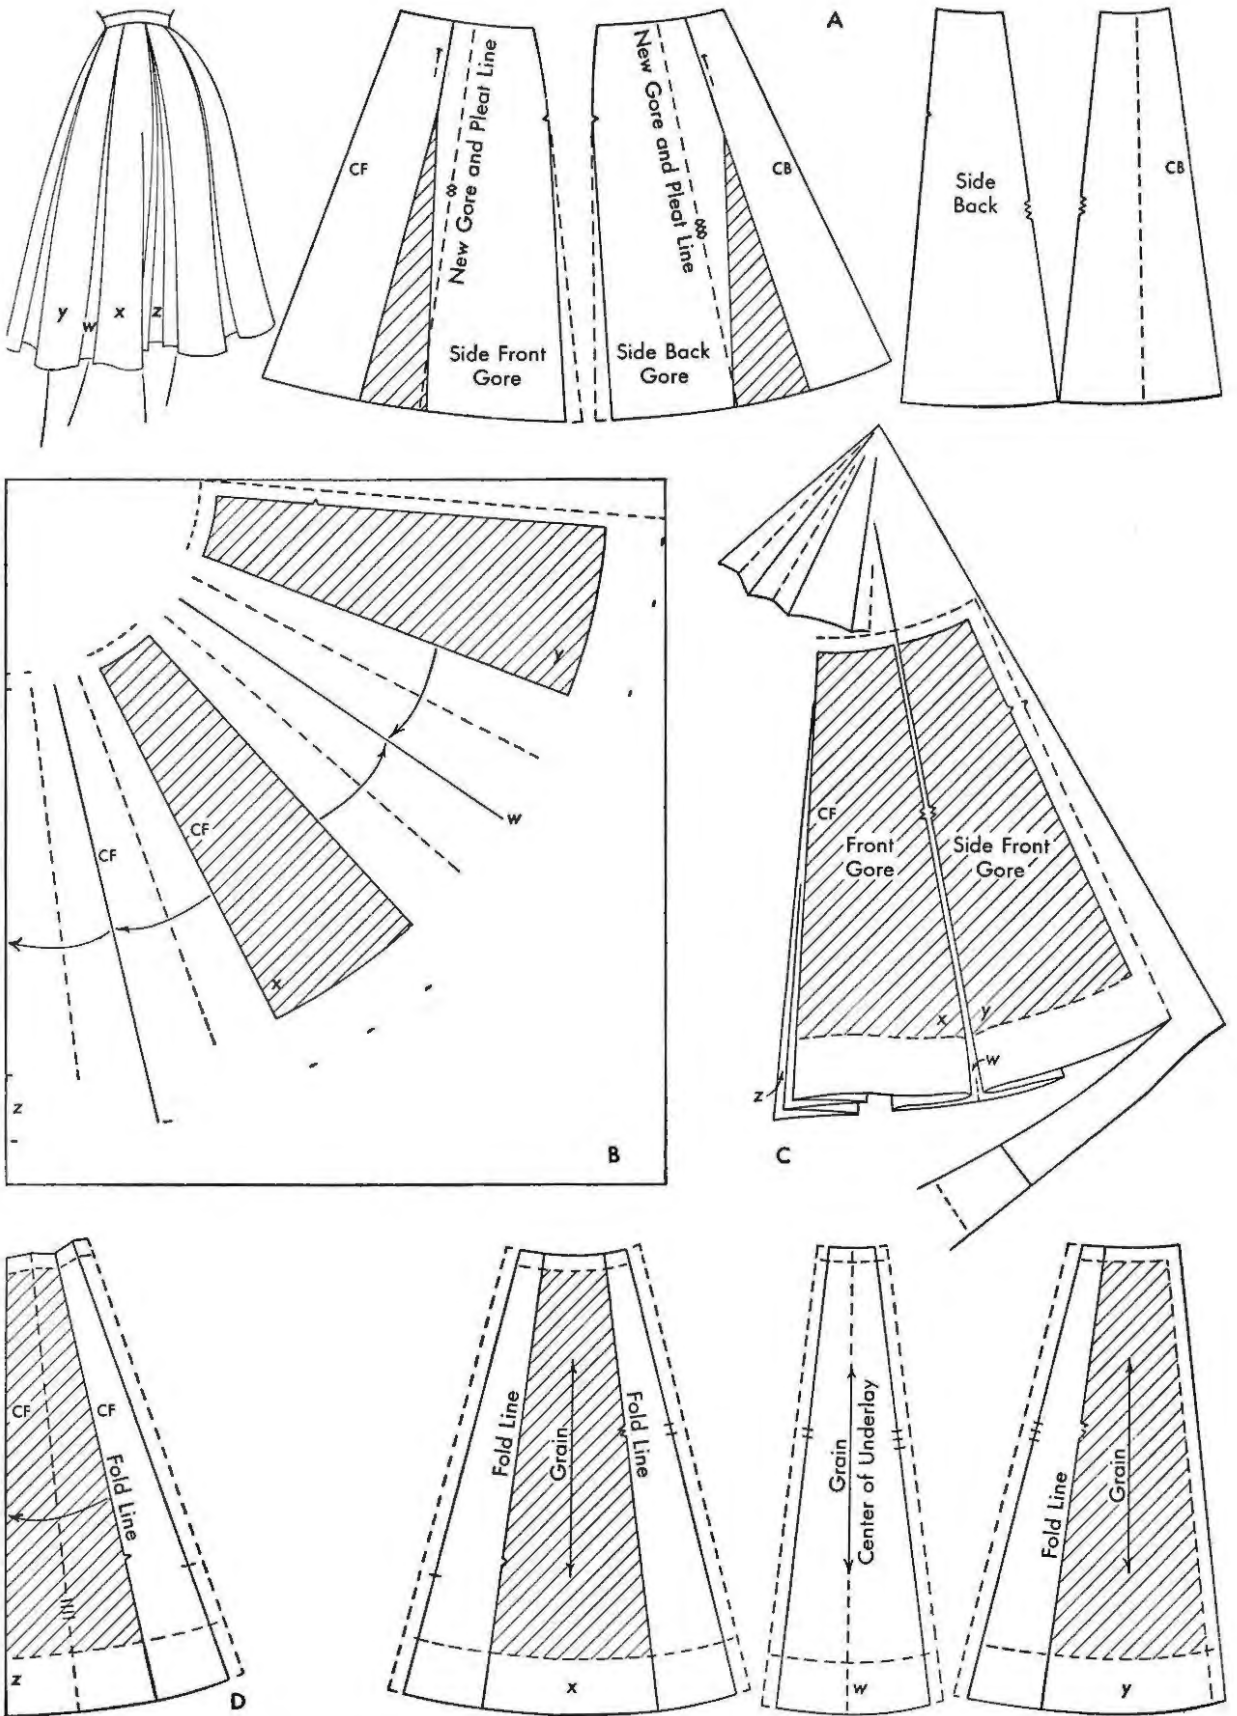 A
CF
New Gore and Pleat Line
Side Front
Gore
New Gore and Pleat Line
CB
Side Back
Gore
Side
Back
CB
y
w
x
z
y
w
CF
CF
x
z
B
CF
Front
Gore
Side Front
Gore
x
y
w
z
C
CF
CF
Fold Line
z
D
Fold Line
Grain
Fold Line
x
Grain
Center of Underlay
w
Fold Line
Grain
y